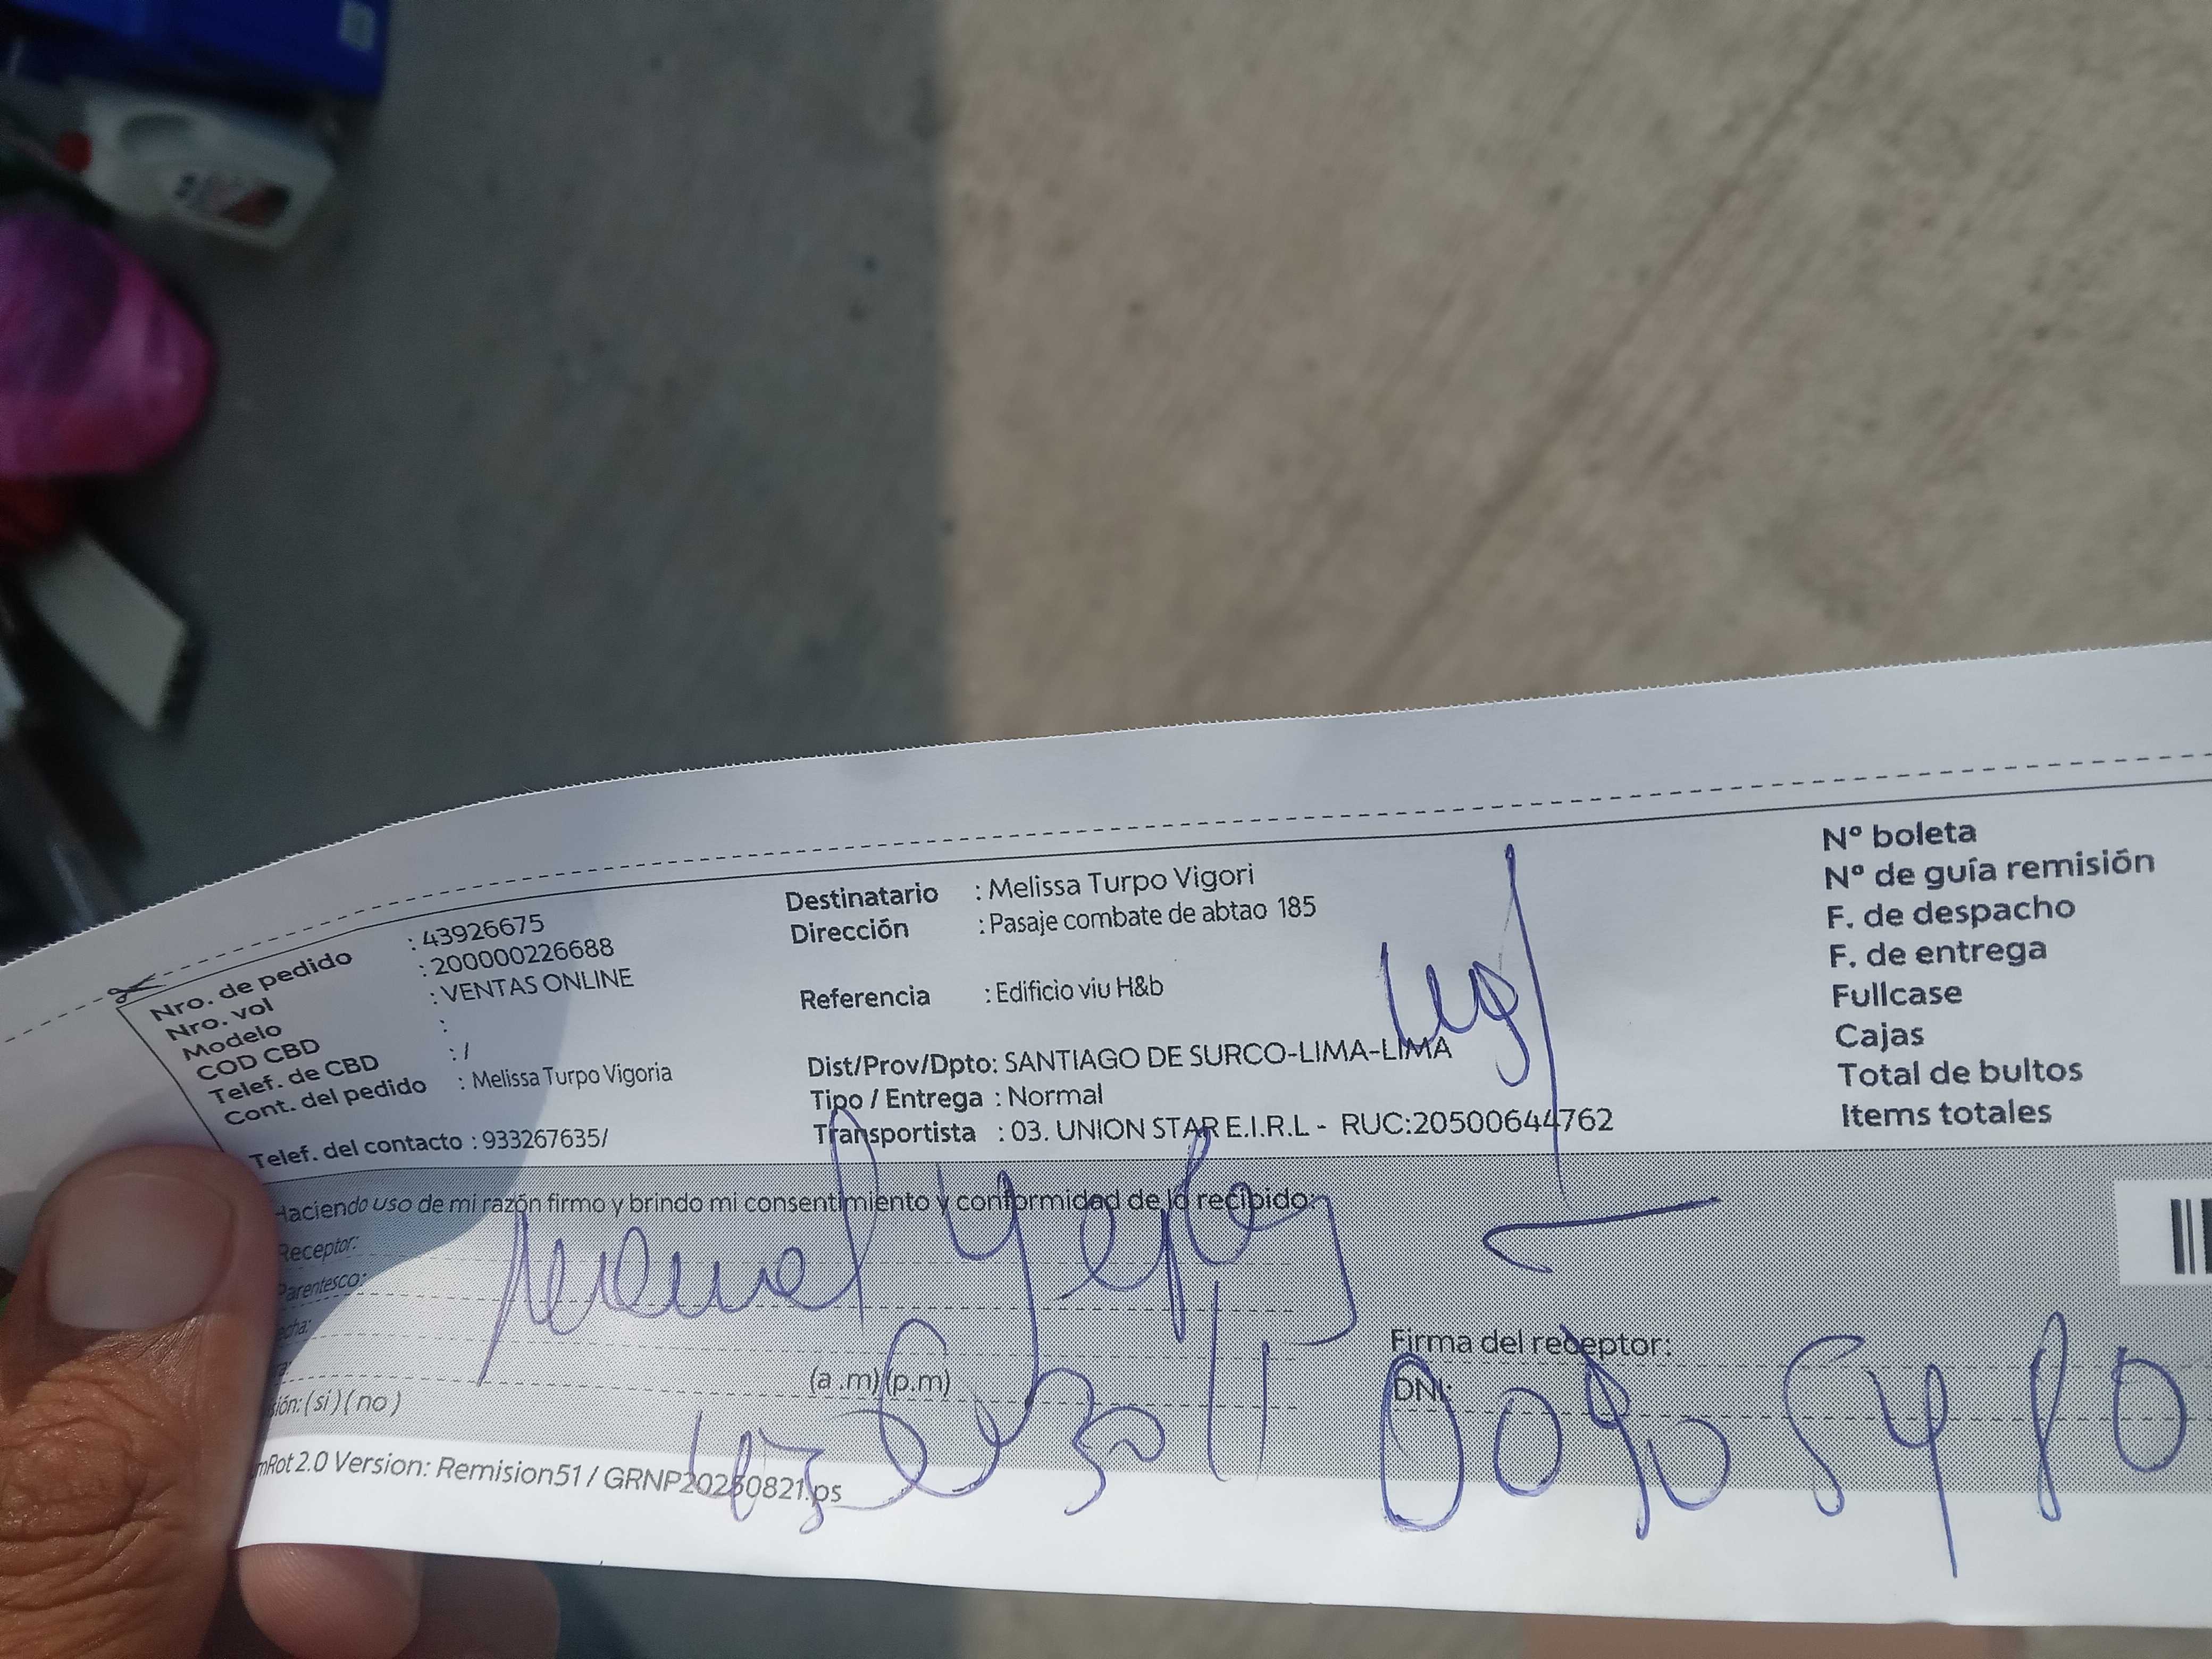 Nro. de pedido : 43926675
Nro. vol : 200000226688
Modelo : VENTAS ONLINE
COD CBD :
Telef. de CBD : /
Cont. del pedido : Melissa Turpo Vigoria
Telef. del contacto : 933267635/
Destinatario : Melissa Turpo Vigori
Dirección : Pasaje combate de abtao 185
Referencia : Edificio viu H&b
Dist/Prov/Dpto: SANTIAGO DE SURCO-LIMA-LIMA
Tipo / Entrega : Normal
Transportista : 03. UNION STAR E.I.R.L - RUC:20500644762
Nº boleta
Nº de guía remisión
F. de despacho
F. de entrega
Fullcase
Cajas
Total de bultos
Items totales
Haciendo uso de mi razón firmo y brindo mi consentimiento y conformidad de lo recibido:
Receptor:
Parentesco:
echa:
(a .m) (p.m)
Firma del receptor:
DNI:
sión: ( si ) ( no )
mRot 2.0 Version: Remision51 / GRNP20250821.ps